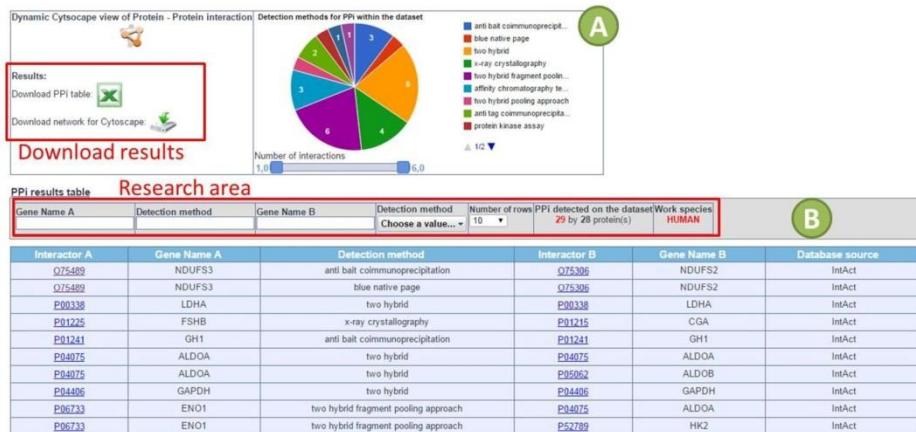 Dynamic Cytoscape view of Protein - Protein interaction
Results:
Download PPi table:
Download network for Cytoscape:
Download results
Detection methods for PPi within the dataset
3
6
4
6
3
2
1
1
anti bait coimmunoprecipit...
blue native page
two hybrid
x-ray crystallography
two hybrid fragment poolin...
affinity chromatography te...
two hybrid pooling approach
anti tag coimmunoprecipita...
protein kinase assay
1/2
Number of interactions
1,0 6,0
A
PPi results table
Research area
Gene Name A Detection method Gene Name B Detection method Number of rows PPi detected on the dataset Work species
Choose a value... 10 29 by 28 protein(s) HUMAN
B
Interactor A Gene Name A Detection method Interactor B Gene Name B Database source
O75489 NDUFS3 anti bait coimmunoprecipitation O75306 NDUFS2 IntAct
O75489 NDUFS3 blue native page O75306 NDUFS2 IntAct
P00338 LDHA two hybrid P00338 LDHA IntAct
P01225 FSHB x-ray crystallography P01215 CGA IntAct
P01241 GH1 anti bait coimmunoprecipitation P01241 GH1 IntAct
P04075 ALDOA two hybrid P04075 ALDOA IntAct
P04075 ALDOA two hybrid P05062 ALDOB IntAct
P04406 GAPDH two hybrid P04406 GAPDH IntAct
P06733 ENO1 two hybrid fragment pooling approach P04075 ALDOA IntAct
P06733 ENO1 two hybrid fragment pooling approach P52789 HK2 IntAct